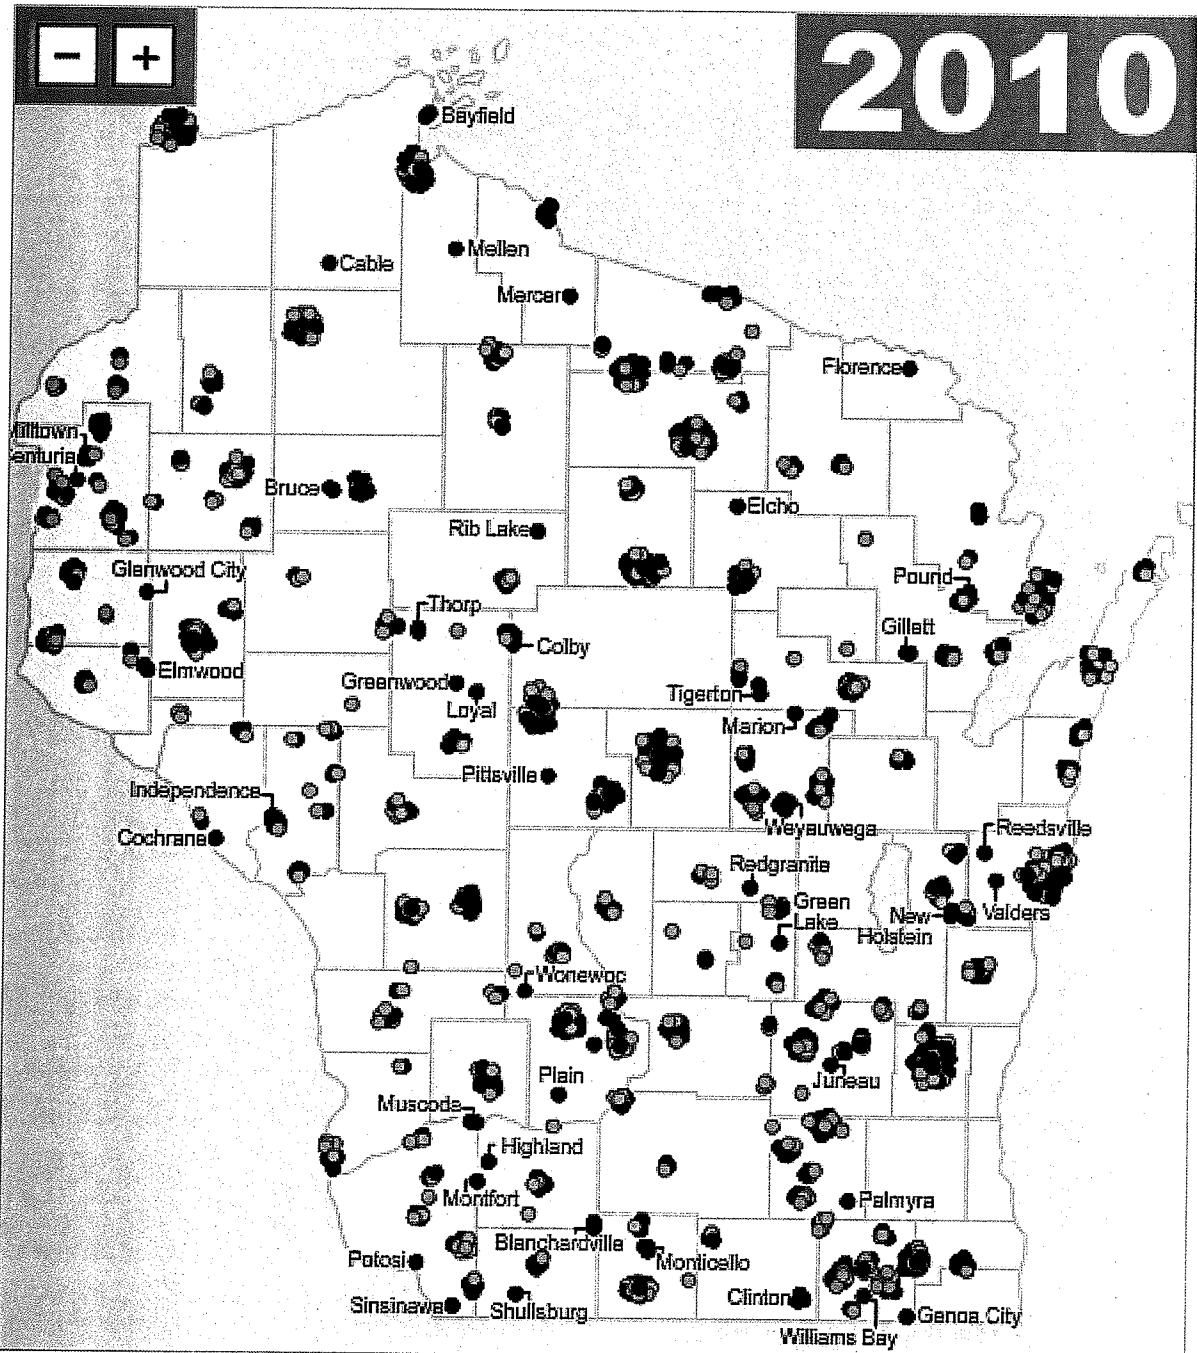 - +
2010
Bayfield
Mellen
Cable
Mercer
Florence
Milltown
Centuria
Bruce
Elcho
Rib Lake
Glenwood City
Pound
Thorp
Gillett
Colby
Elmwood
Greenwood
Tigerton
Loyal
Marion
Pittsville
Independence
Weyauwega
Reedsville
Cochrane
Redgranite
Green
Lake
New
Holstein
Valders
Wonewoc
Plain
Juneau
Muscoda
Highland
Montfort
Palmyra
Blanchardville
Monticello
Potosi
Clinton
Sinsinawa
Shullsburg
Genoa City
Williams Bay